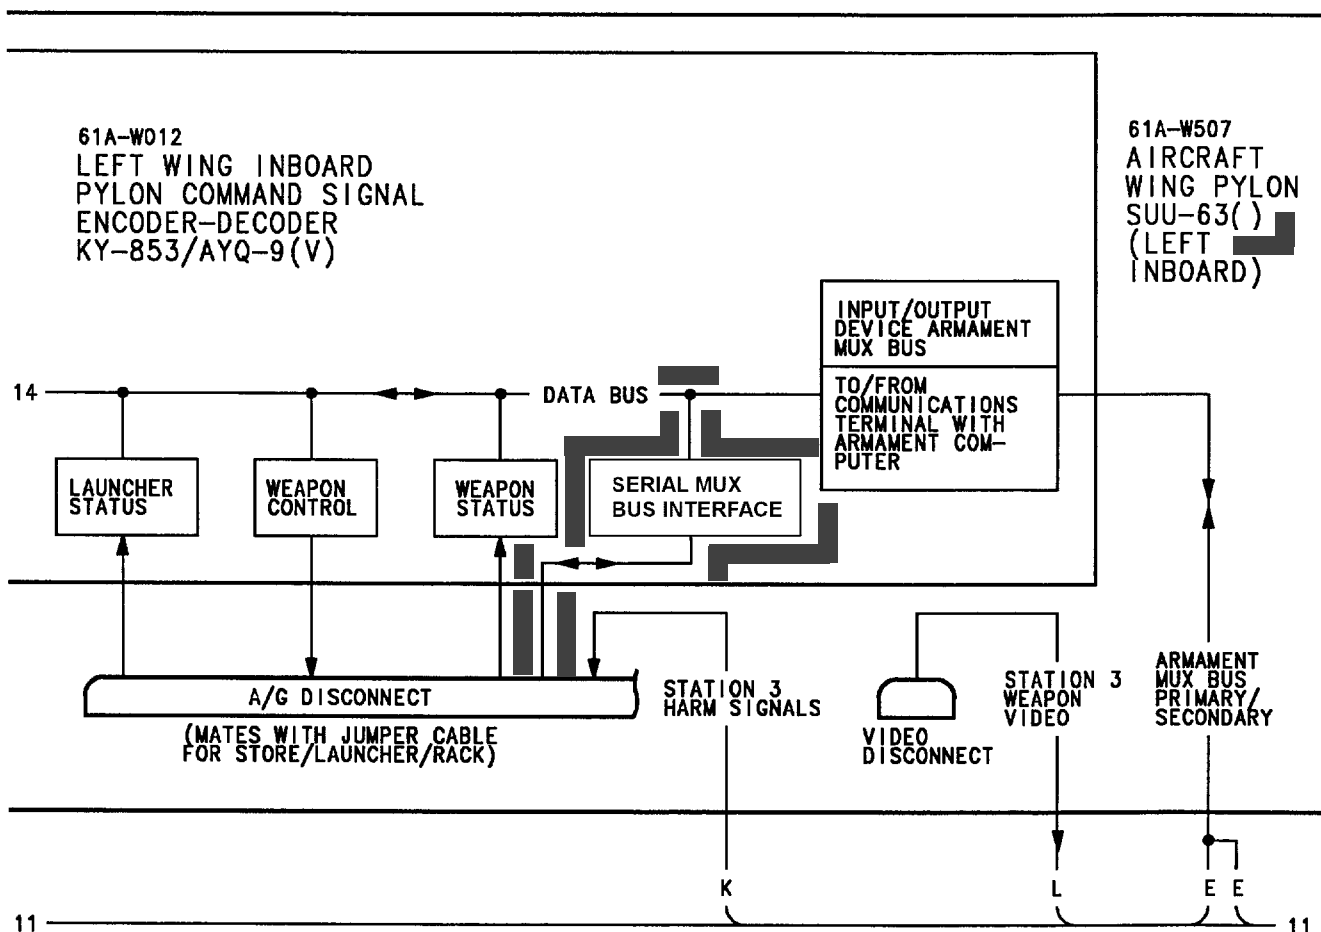 61A-W012
LEFT WING INBOARD
PYLON COMMAND SIGNAL
ENCODER-DECODER
KY-853/AYQ-9(V)
61A-W507
AIRCRAFT
WING PYLON
SUU-63( )
(LEFT
INBOARD)
INPUT/OUTPUT
DEVICE ARMAMENT
MUX BUS
TO/FROM
COMMUNICATIONS
TERMINAL WITH
ARMAMENT COM-
PUTER
14
DATA BUS
LAUNCHER
STATUS
WEAPON
CONTROL
WEAPON
STATUS
SERIAL MUX
BUS INTERFACE
A/G DISCONNECT
(MATES WITH JUMPER CABLE
FOR STORE/LAUNCHER/RACK)
STATION 3
HARM SIGNALS
VIDEO
DISCONNECT
STATION 3
WEAPON
VIDEO
ARMAMENT
MUX BUS
PRIMARY/
SECONDARY
K
L
E E
11
11